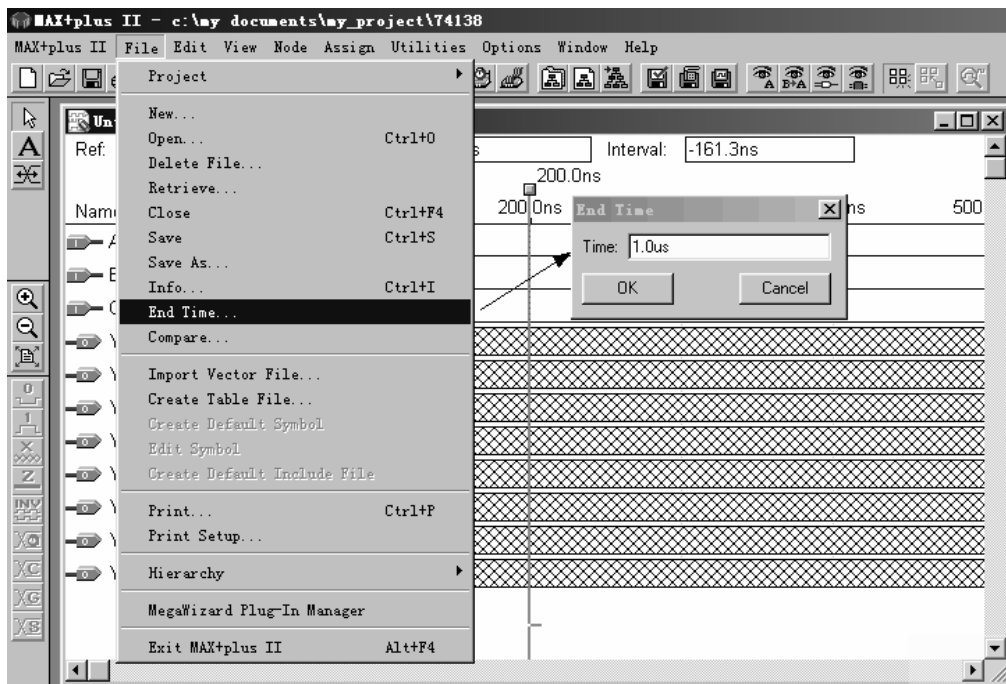 MAX+plus II - c:\my documents\my_project\74138
MAX+plus II File Edit View Node Assign Utilities Options Window Help
Project
New...
Open... Ctrl+O
Delete File...
Retrieve...
Close Ctrl+F4
Save Ctrl+S
Save As...
Info... Ctrl+I
End Time...
Compare...
Import Vector File...
Create Table File...
Create Default Symbol
Edit Symbol
Create Default Include File
Print... Ctrl+P
Print Setup...
Hierarchy
MegaWizard Plug-In Manager
Exit MAX+plus II Alt+F4
Ref:
Interval: -161.3ns
200.0ns
200.0ns
ns
500
End Time
Time: 1.0us
OK Cancel
A
0
1
X
Z
INV